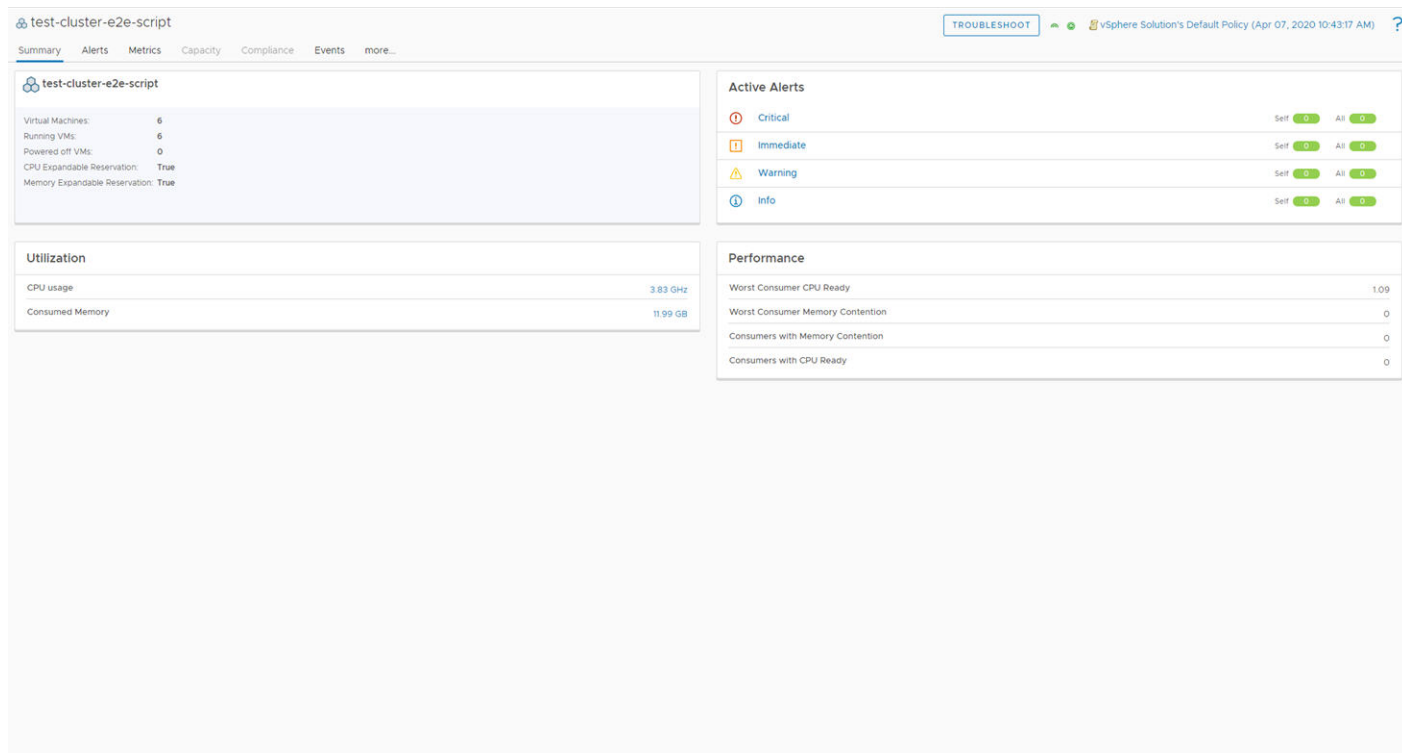 test-cluster-e2e-script
TROUBLESHOOT vSphere Solution's Default Policy (Apr 07, 2020 10:43:17 AM) ?
Summary Alerts Metrics Capacity Compliance Events more...
test-cluster-e2e-script
Virtual Machines: 6
Running VMs: 6
Powered off VMs: 0
CPU Expandable Reservation: True
Memory Expandable Reservation: True
Active Alerts
Critical Self 0 All 0
Immediate Self 0 All 0
Warning Self 0 All 0
Info Self 0 All 0
Utilization
CPU usage 3.83 GHz
Consumed Memory 11.99 GB
Performance
Worst Consumer CPU Ready 1.09
Worst Consumer Memory Contention 0
Consumers with Memory Contention 0
Consumers with CPU Ready 0